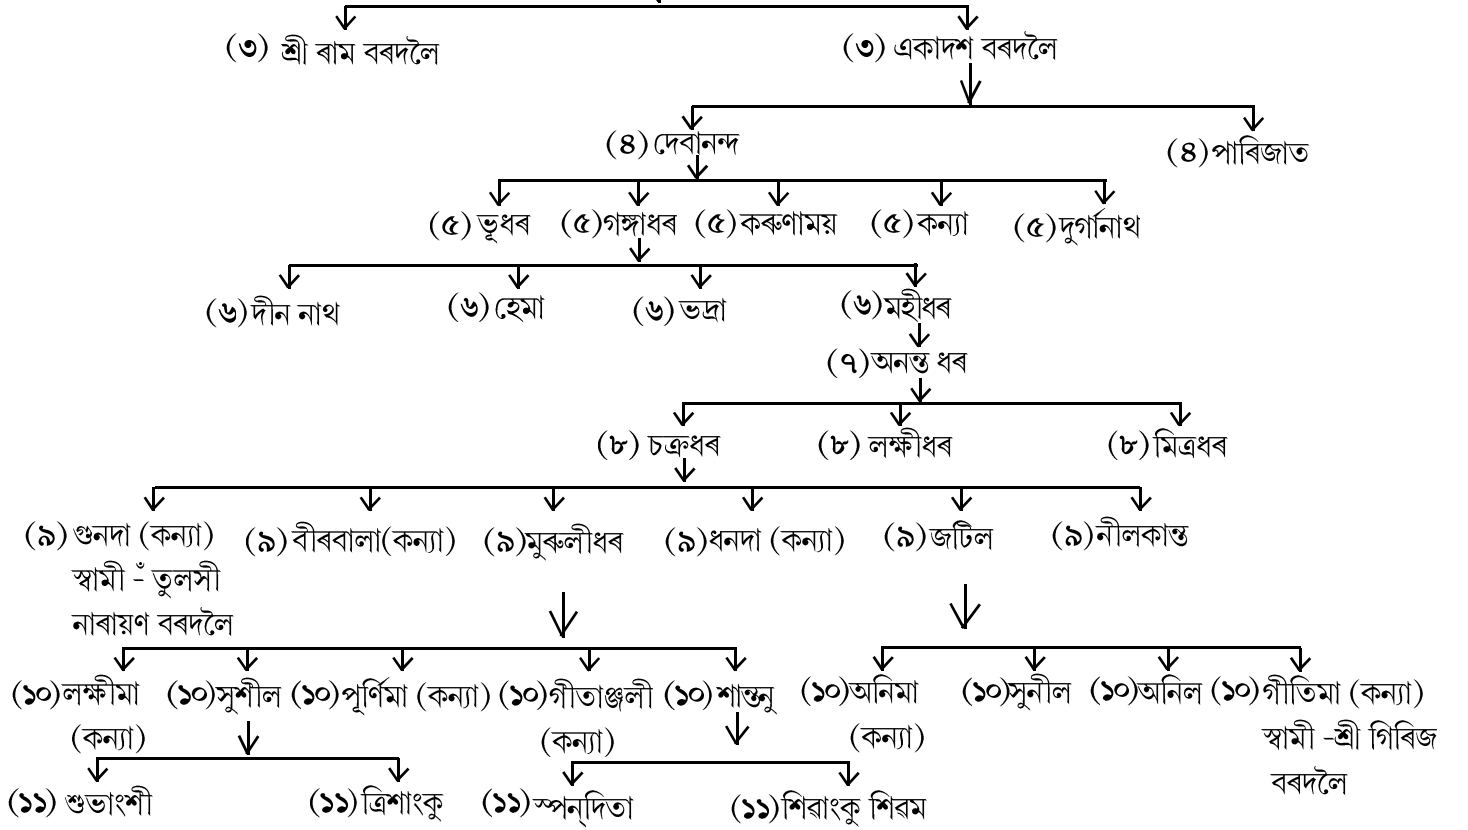 (৩) শ্ৰী ৰাম বৰদলৈ (৩) একাদশ বৰদলৈ
(৪) দেবানন্দ (৪) পাৰিজাত
(৫) ভূধৰ (৫) গঙ্গাধৰ (৫) কৰুণাময় (৫) কন্যা (৫) দুৰ্গানাথ
(৬) দীন নাথ (৬) হেমা (৬) ভদ্ৰা (৬) মহীধৰ
(৭) অনন্ত ধৰ
(৮) চক্ৰধৰ (৮) লক্ষীধৰ (৮) মিত্ৰধৰ
(৯) গুনদা (কন্যা) (৯) বীৰবালা(কন্যা) (৯) মুৰুলীধৰ (৯) ধনদা (কন্যা) (৯) জটিল (৯) নীলকান্ত
স্বামী - তুলসী
নাৰায়ণ বৰদলৈ
(১০) লক্ষীমা (১০) সুশীল (১০) পূৰ্ণিমা (কন্যা) (১০) গীতাঞ্জলী (১০) শান্তনু (১০) অনিমা (১০) সুনীল (১০) অনিল (১০) গীতিমা (কন্যা)
(কন্যা) (কন্যা) (কন্যা) স্বামী -শ্ৰী গিৰিজ
বৰদলৈ
(১১) শুভাংশী (১১) ত্ৰিশাংকু (১১) স্পন্‌দিতা (১১) শিৱাংকু শিৱম